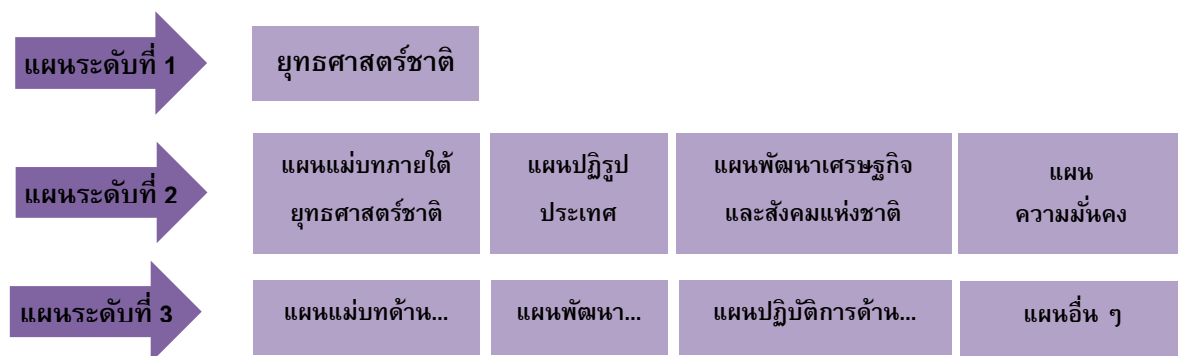 แผนระดับที่ 1
ยุทธศาสตร์ชาติ
แผนระดับที่ 2
แผนแม่บทภายใต้
ยุทธศาสตร์ชาติ
แผนปฏิรูป
ประเทศ
แผนพัฒนาเศรษฐกิจ
และสังคมแห่งชาติ
แผน
ความมั่นคง
แผนระดับที่ 3
แผนแม่บทด้าน...
แผนพัฒนา...
แผนปฏิบัติการด้าน...
แผนอื่น ๆ